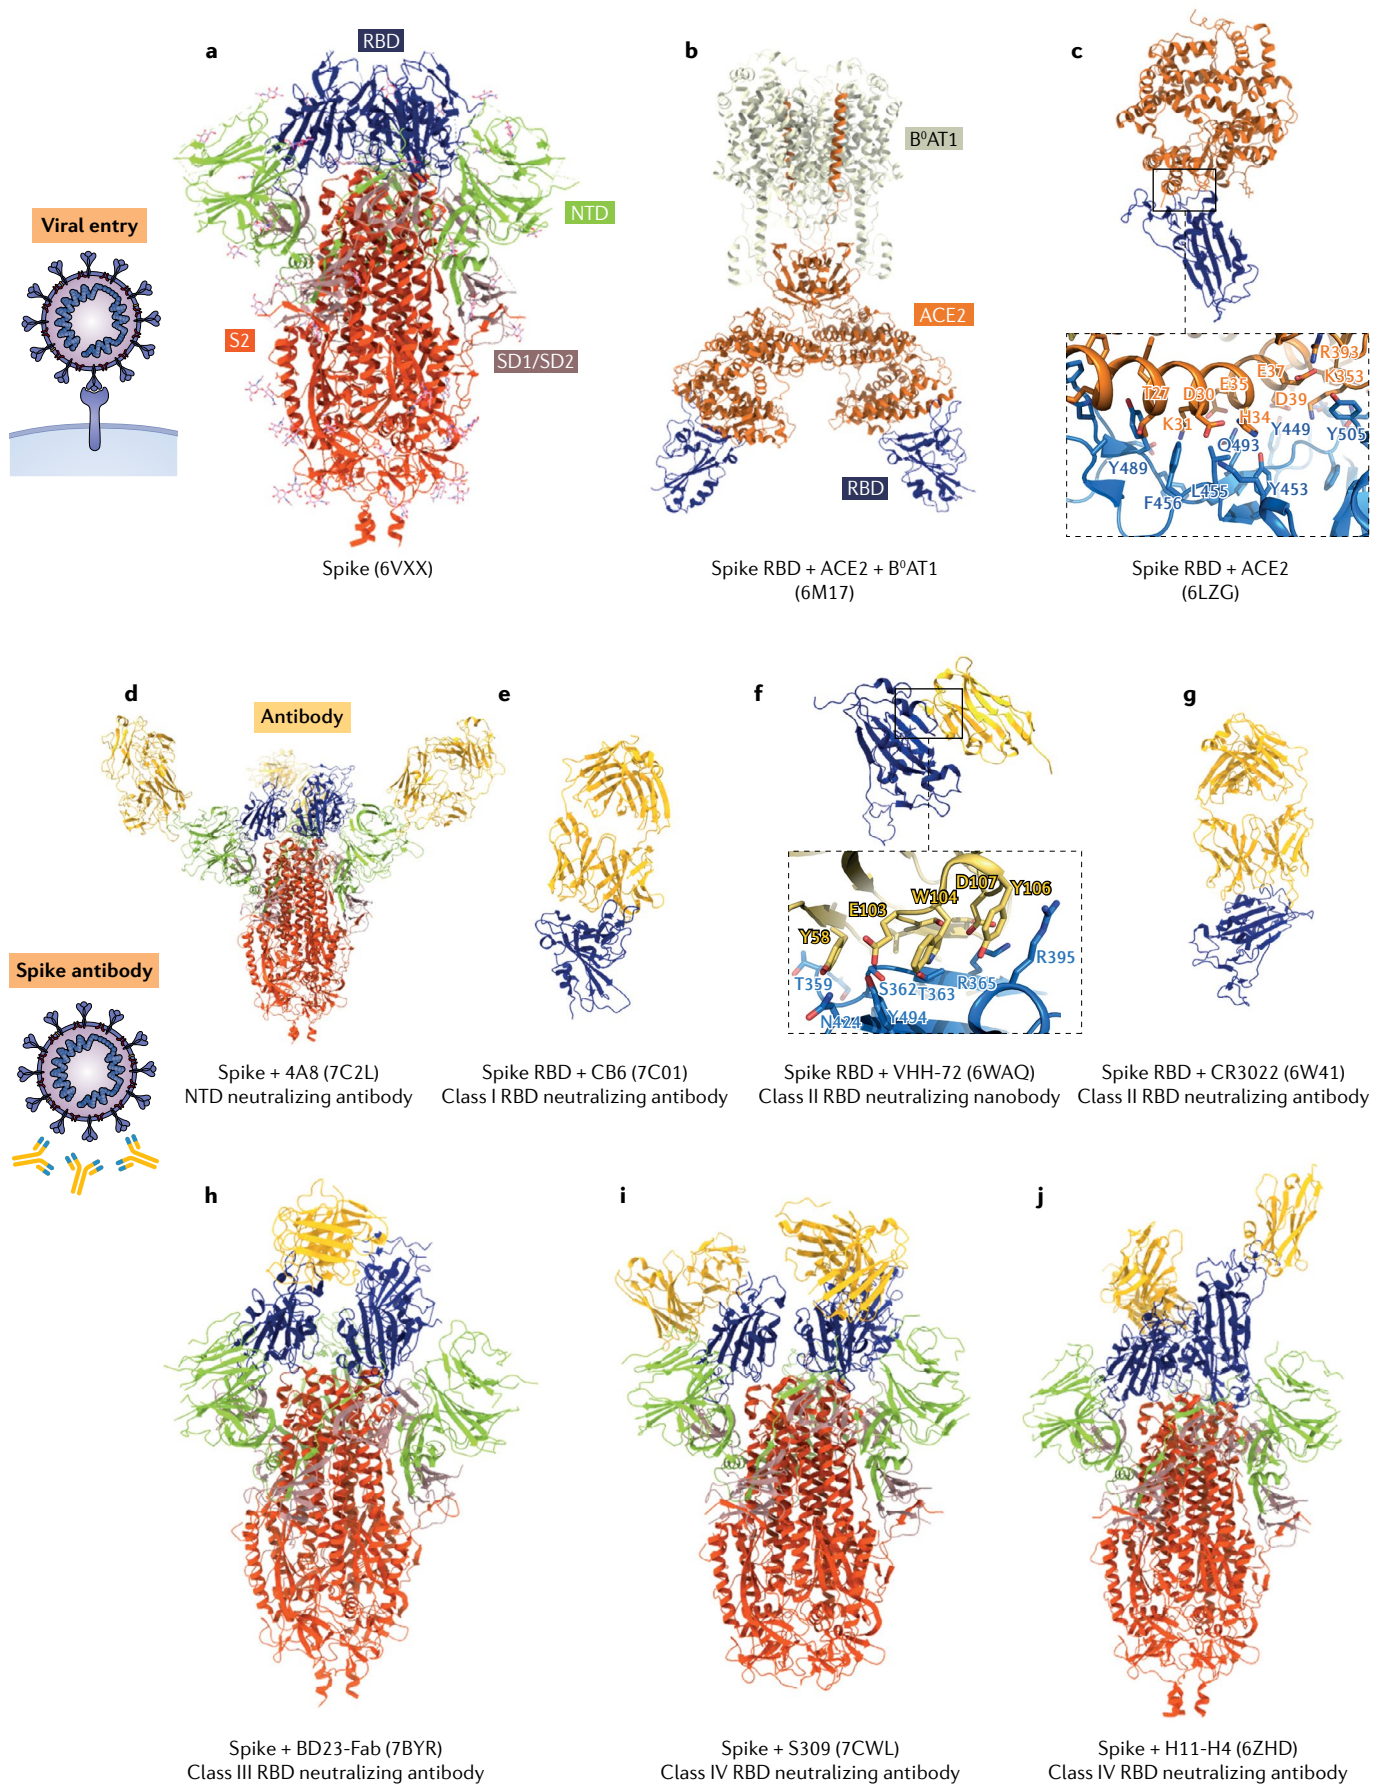 a
RBD
NTD
S2
SD1/SD2
Spike (6VXX)
b
B⁰AT1
ACE2
RBD
Spike RBD + ACE2 + B⁰AT1
(6M17)
c
R393
E37
K353
T27
D30
E35
D39
K31
H34
Y449
Y505
Q493
Y489
L455
Y453
F456
Spike RBD + ACE2
(6LZG)
Viral entry
d
Antibody
Spike + 4A8 (7C2L)
NTD neutralizing antibody
e
Spike RBD + CB6 (7C01)
Class I RBD neutralizing antibody
f
D107
Y106
W104
E103
Y58
R395
T359
S362
T363
R365
N424
Y494
Spike RBD + VHH-72 (6WAQ)
Class II RBD neutralizing nanobody
g
Spike RBD + CR3022 (6W41)
Class II RBD neutralizing antibody
Spike antibody
h
Spike + BD23-Fab (7BYR)
Class III RBD neutralizing antibody
i
Spike + S309 (7CWL)
Class IV RBD neutralizing antibody
j
Spike + H11-H4 (6ZHD)
Class IV RBD neutralizing antibody